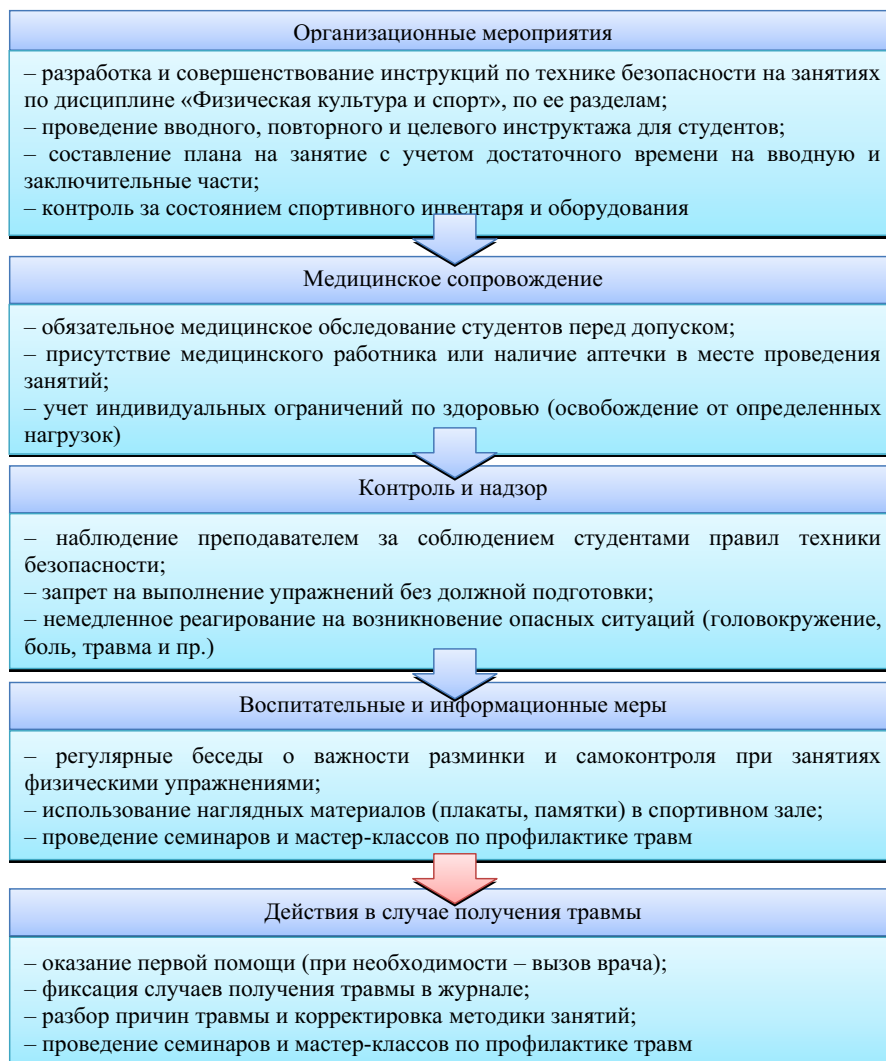 Организационные мероприятия
– разработка и совершенствование инструкций по технике безопасности на занятиях
по дисциплине «Физическая культура и спорт», по ее разделам;
– проведение вводного, повторного и целевого инструктажа для студентов;
– составление плана на занятие с учетом достаточного времени на вводную и
заключительные части;
– контроль за состоянием спортивного инвентаря и оборудования
Медицинское сопровождение
– обязательное медицинское обследование студентов перед допуском;
– присутствие медицинского работника или наличие аптечки в месте проведения
занятий;
– учет индивидуальных ограничений по здоровью (освобождение от определенных
нагрузок)
Контроль и надзор
– наблюдение преподавателем за соблюдением студентами правил техники
безопасности;
– запрет на выполнение упражнений без должной подготовки;
– немедленное реагирование на возникновение опасных ситуаций (головокружение,
боль, травма и пр.)
Воспитательные и информационные меры
– регулярные беседы о важности разминки и самоконтроля при занятиях
физическими упражнениями;
– использование наглядных материалов (плакаты, памятки) в спортивном зале;
– проведение семинаров и мастер-классов по профилактике травм
Действия в случае получения травмы
– оказание первой помощи (при необходимости – вызов врача);
– фиксация случаев получения травмы в журнале;
– разбор причин травмы и корректировка методики занятий;
– проведение семинаров и мастер-классов по профилактике травм